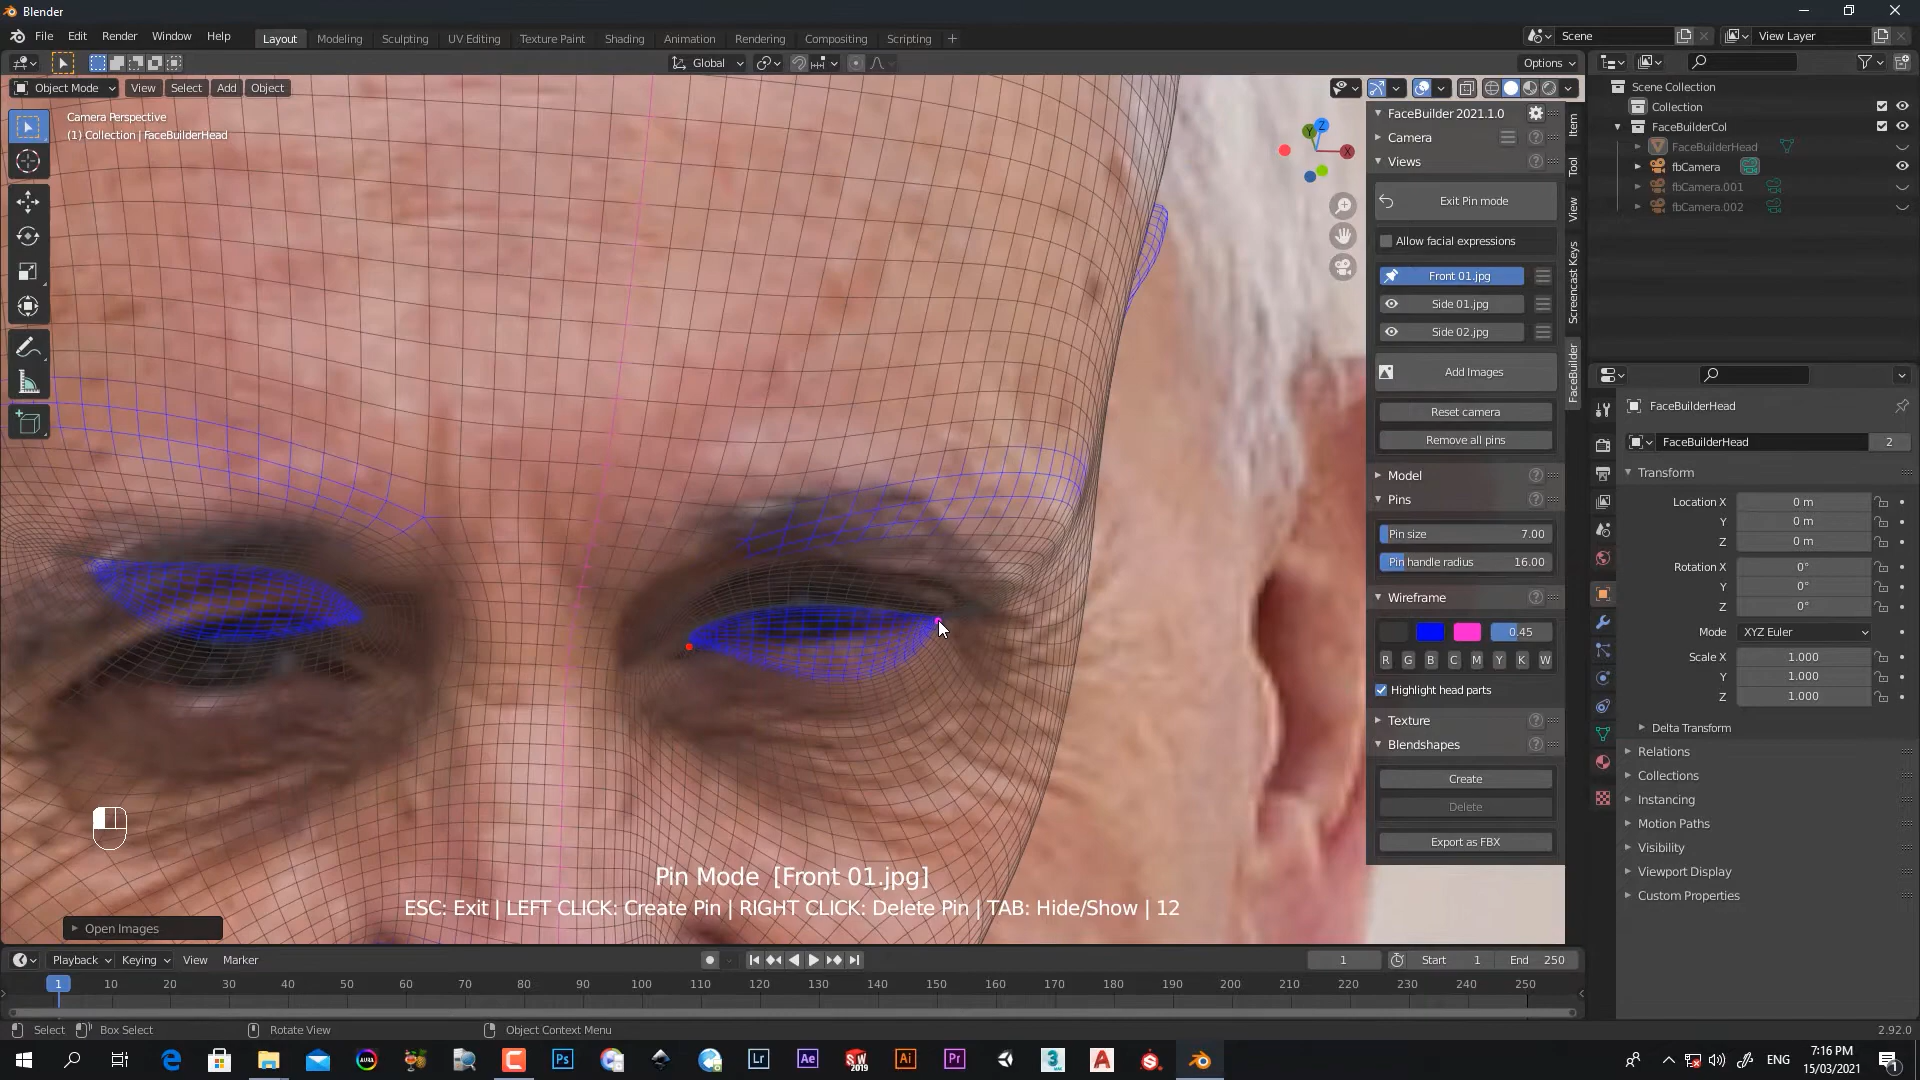 Blender
File Edit Render Window Help
Layout Modeling Sculpting UV Editing Texture Paint Shading Animation Rendering Compositing Scripting
Scene
View Layer
Global
Options
Object Mode View Select Add Object
Camera Perspective
(1) Collection | FaceBuilderHead
FaceBuilder 2021.1.0
Camera
Views
Exit Pin mode
Allow facial expressions
Front 01.jpg
Side 01.jpg
Side 02.jpg
Add Images
Reset camera
Remove all pins
Model
Pins
Pin size 7.00
Pin handle radius 16.00
Wireframe
0.45
R G B C M Y K W
Highlight head parts
Texture
Blendshapes
Create
Delete
Export as FBX
Item
Tool
View
Screencast Keys
FaceBuilder
Scene Collection
Collection
FaceBuilderCol
FaceBuilderHead
fbCamera
fbCamera.001
fbCamera.002
FaceBuilderHead
FaceBuilderHead 2
Transform
Location X 0 m
Y 0 m
Z 0 m
Rotation X 0°
Y 0°
Z 0°
Mode XYZ Euler
Scale X 1.000
Y 1.000
Z 1.000
Delta Transform
Relations
Collections
Instancing
Motion Paths
Visibility
Viewport Display
Custom Properties
Z
Y
X
Pin Mode [Front 01.jpg]
ESC: Exit | LEFT CLICK: Create Pin | RIGHT CLICK: Delete Pin | TAB: Hide/Show | 12
Open Images
Playback Keying View Marker
1 Start 1 End 250
1 10 20 30 40 50 60 70 80 90 100 110 120 130 140 150 160 170 180 190 200 210 220 230 240 250
Select Box Select Rotate View Object Context Menu
2.92.0
AURA
Ps
Lr
Ae
SW
2019
Ai
Pr
3
A
ENG
7:16 PM
15/03/2021
1